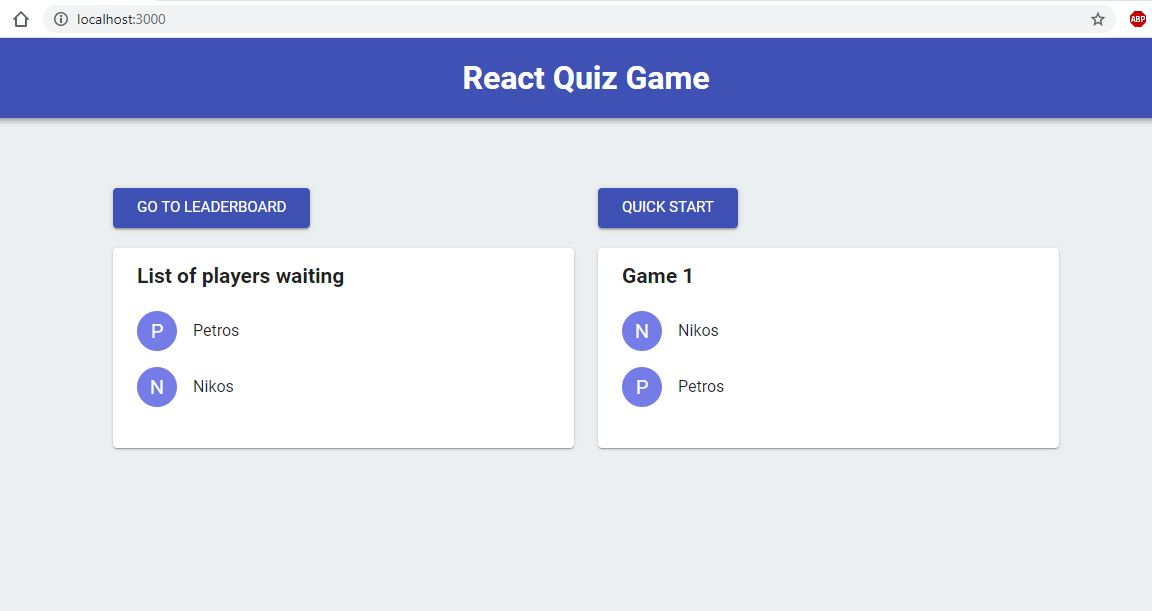 localhost:3000
ABP
React Quiz Game
GO TO LEADERBOARD
QUICK START
List of players waiting
P Petros
N Nikos
Game 1
N Nikos
P Petros